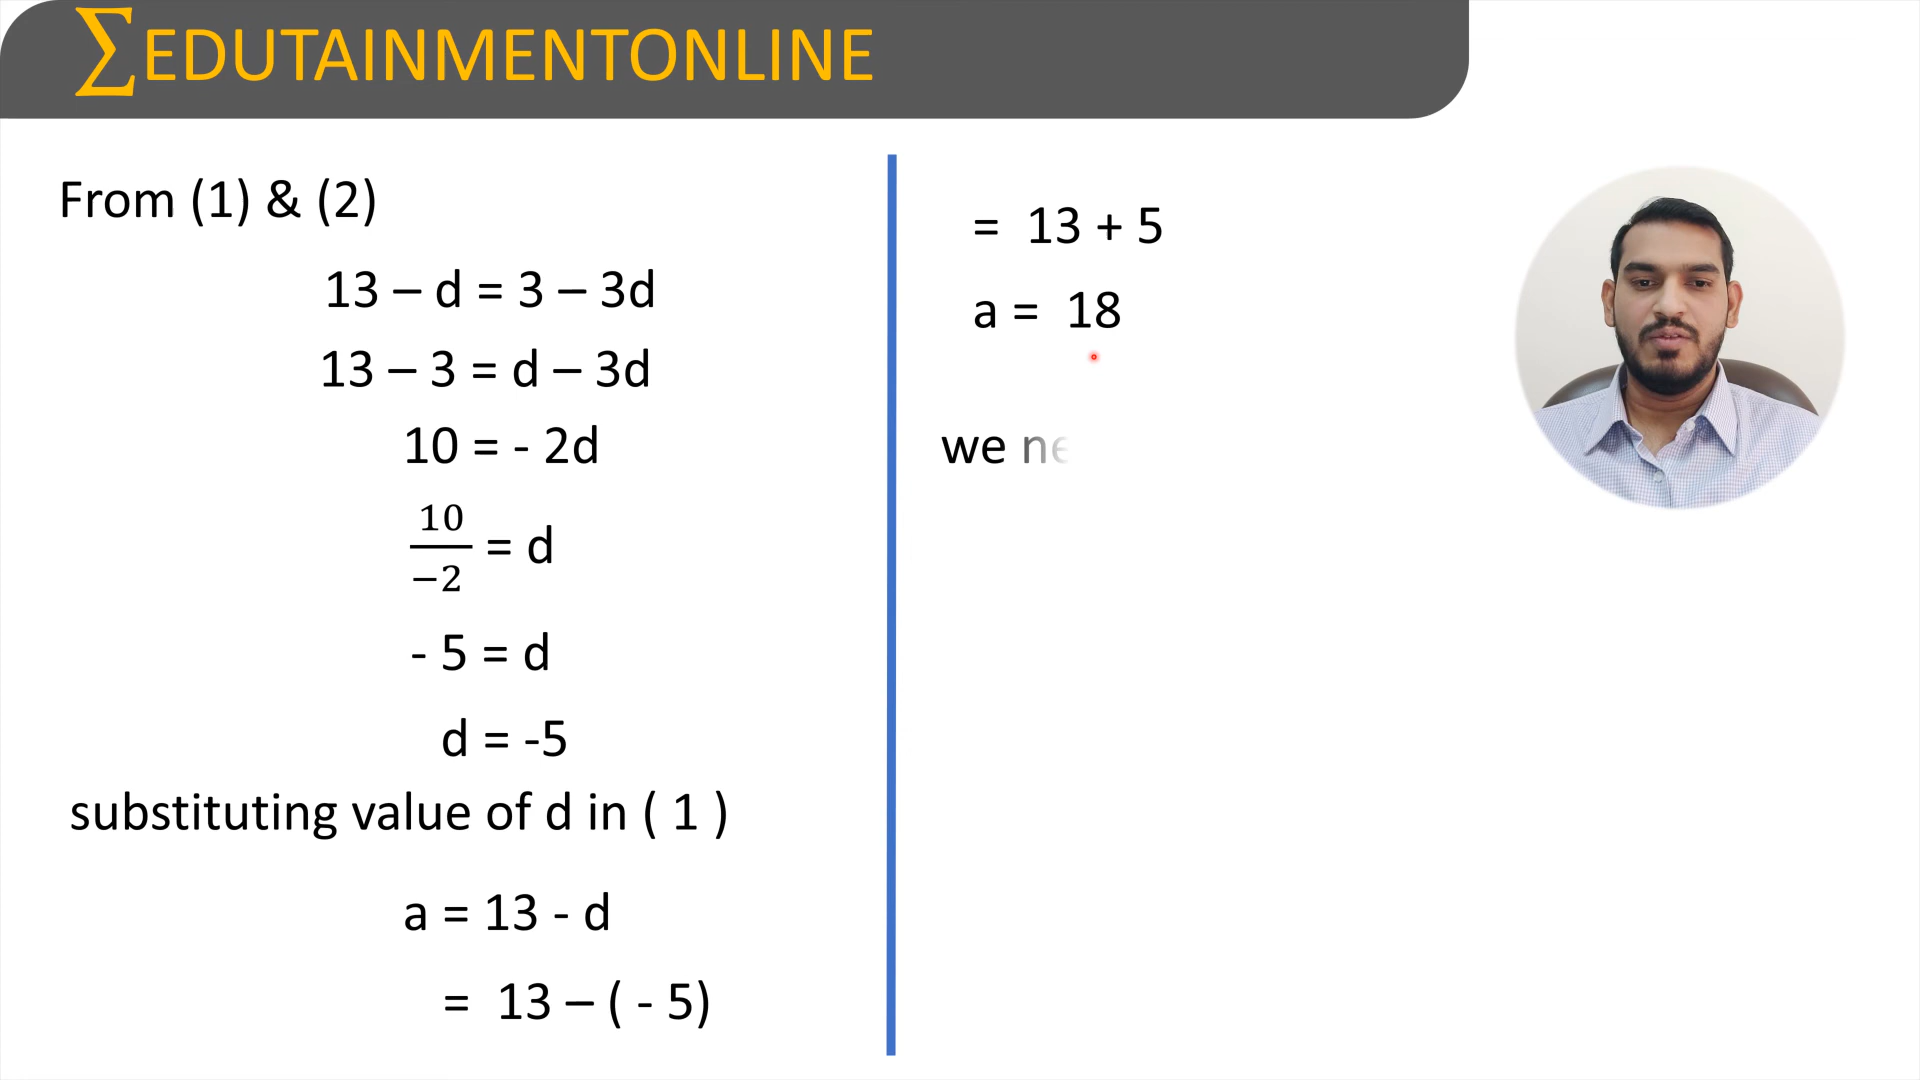 ∑EDUTAINMENTONLINE
From (1) & (2)
13 – d = 3 – 3d
13 – 3 = d – 3d
10 = - 2d
10/−2 = d
- 5 = d
d = -5
substituting value of d in ( 1 )
a = 13 - d
= 13 – ( - 5)
= 13 + 5
a = 18
we